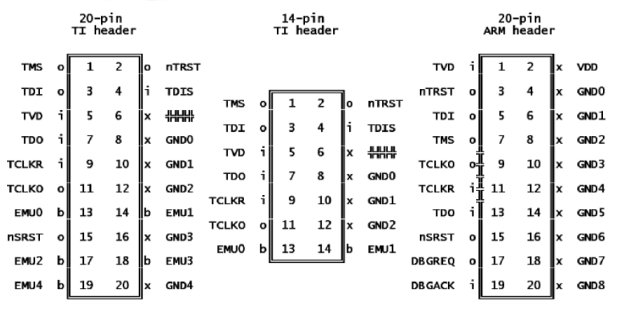 20-pin 14-pin 20-pin
TI header TI header ARM header
TMS o 1 2 o nTRST
TDI o 3 4 i TDIS
TVD i 5 6 x
TDO i 7 8 x GND0
TCLKR i 9 10 x GND1
TCLKO o 11 12 x GND2
EMU0 b 13 14 b EMU1
nSRST o 15 16 x GND3
EMU2 b 17 18 b EMU3
EMU4 b 19 20 x GND4
TMS o 1 2 o nTRST
TDI o 3 4 i TDIS
TVD i 5 6 x
TDO i 7 8 x GND0
TCLKR i 9 10 x GND1
TCLKO o 11 12 x GND2
EMU0 b 13 14 b EMU1
TVD i 1 2 x VDD
nTRST o 3 4 x GND0
TDI o 5 6 x GND1
TMS o 7 8 x GND2
TCLKO o 9 10 x GND3
TCLKR i 11 12 x GND4
TDO i 13 14 x GND5
nSRST o 15 16 x GND6
DBGREQ o 17 18 x GND7
DBGACK i 19 20 x GND8